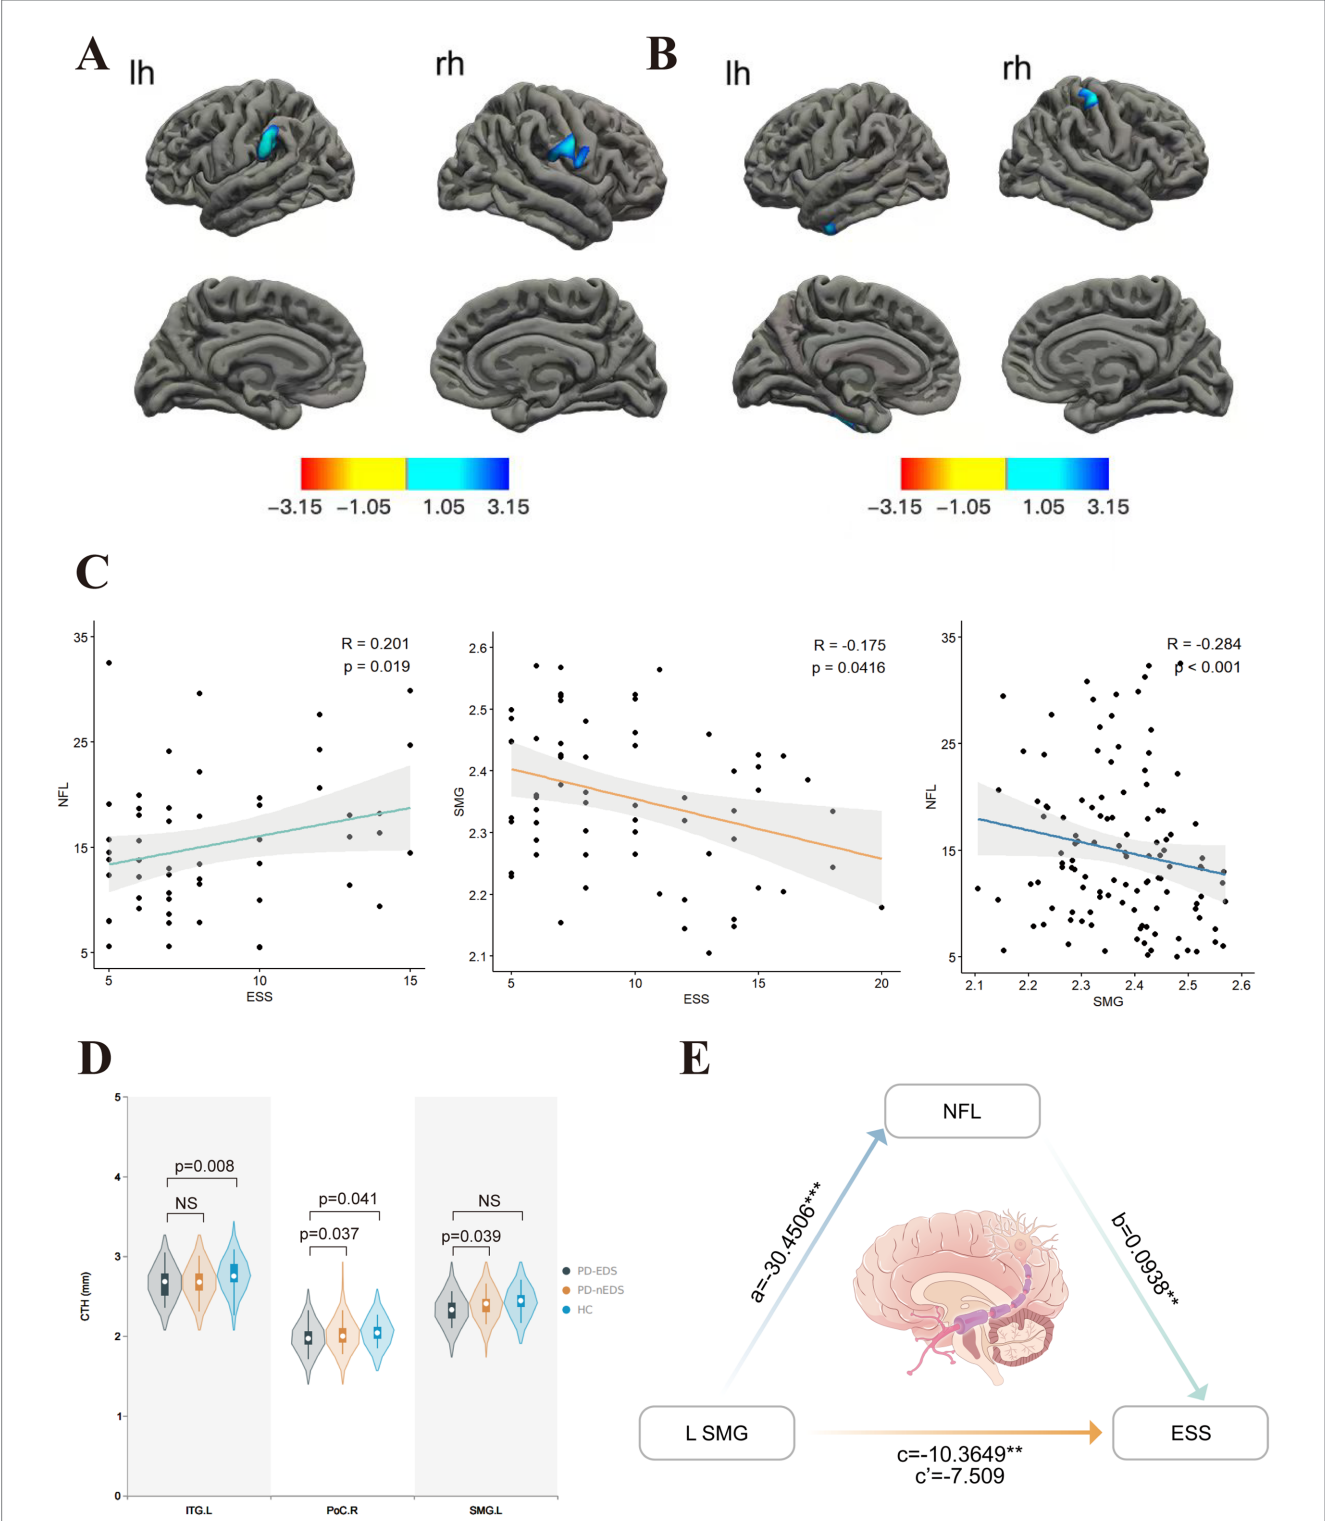 A
lh
rh
B
lh
rh
−3.15 −1.05 1.05 3.15
−3.15 −1.05 1.05 3.15
C
NFL
35
25
15
5
NFL
R = 0.201
p = 0.019
5 10 15
ESS
2.6
2.5
2.4
2.3
2.2
2.1
SMG
R = -0.175
p = 0.0416
5 10 15 20
ESS
35
25
15
5
NFL
R = -0.284
p < 0.001
2.1 2.2 2.3 2.4 2.5 2.6
SMG
D
5
4
3
2
1
0
CTH (mm)
p=0.008
NS
p=0.041
p=0.037
NS
p=0.039
PD-EDS
PD-nEDS
HC
ITG.L PoC.R SMG.L
E
NFL
a=-30.4506***
b=0.0938**
L SMG
ESS
c=-10.3649**
c’=-7.509